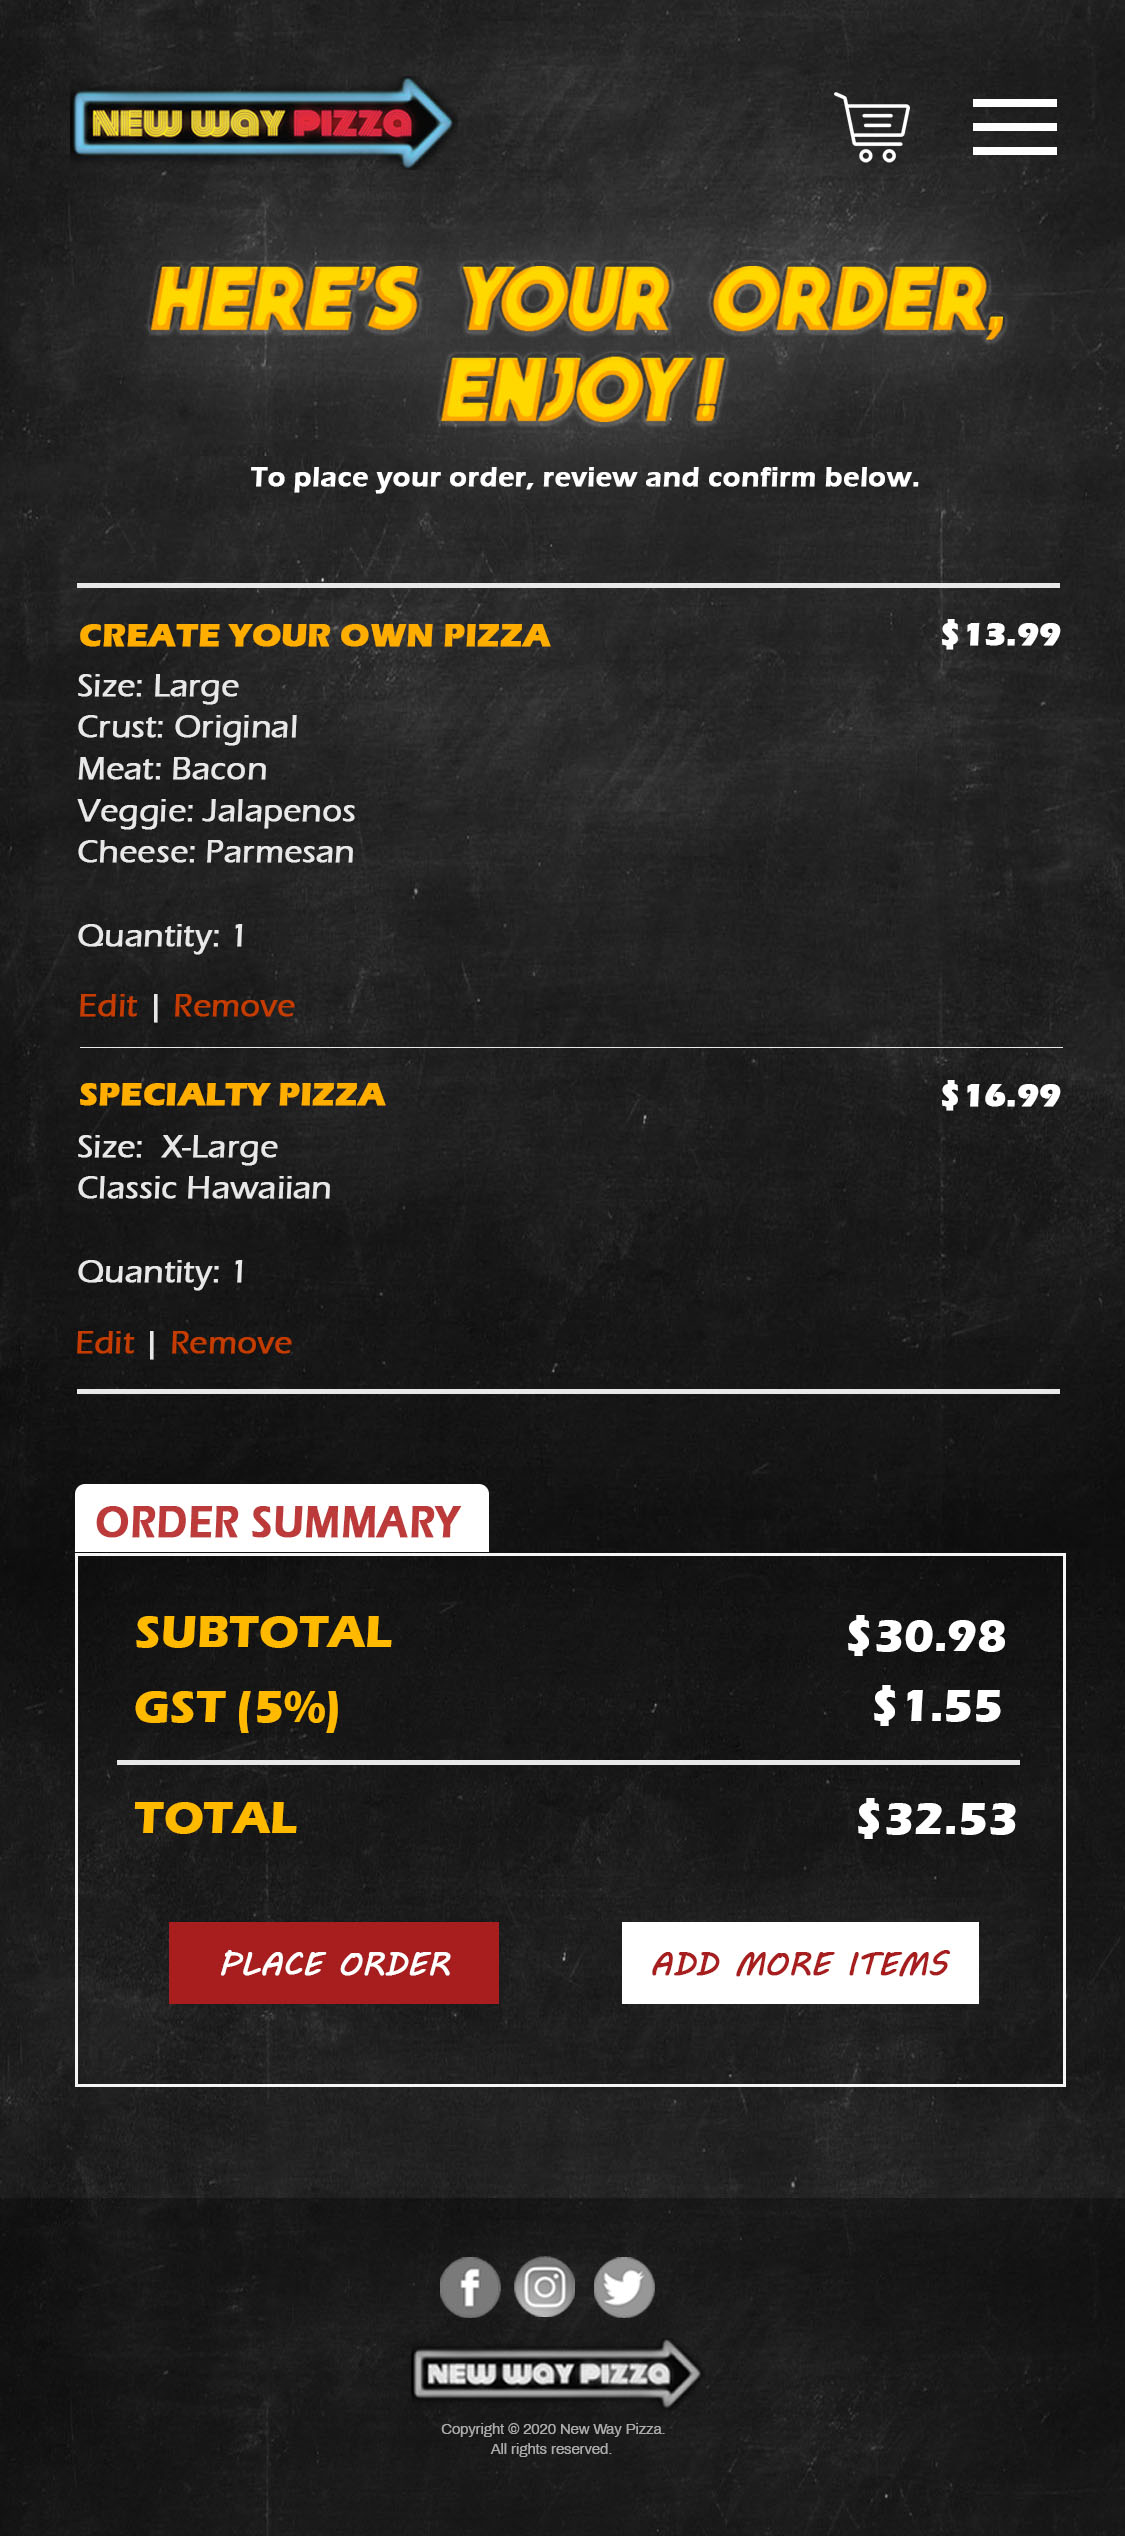 NEW WAY PIZZA
HERE'S YOUR ORDER,
ENJOY!
To place your order, review and confirm below.
CREATE YOUR OWN PIZZA $13.99
Size: Large
Crust: Original
Meat: Bacon
Veggie: Jalapenos
Cheese: Parmesan
Quantity: 1
Edit | Remove
SPECIALTY PIZZA $16.99
Size: X-Large
Classic Hawaiian
Quantity: 1
Edit | Remove
ORDER SUMMARY
SUBTOTAL $30.98
GST (5%) $1.55
TOTAL $32.53
PLACE ORDER ADD MORE ITEMS
NEW WAY PIZZA
Copyright © 2020 New Way Pizza.
All rights reserved.